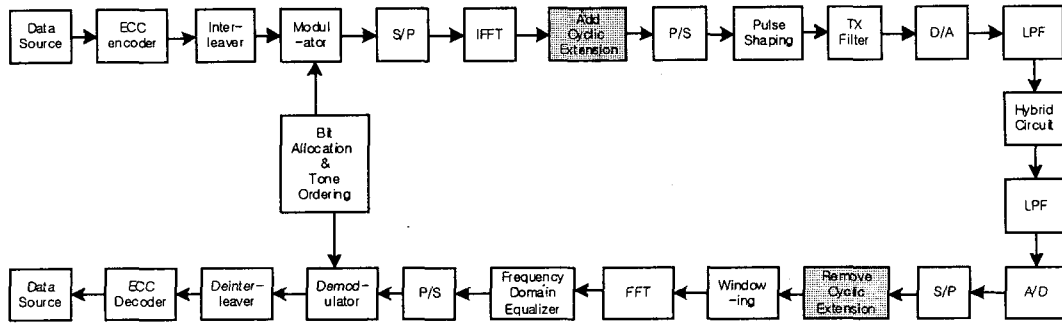 Data
Source
ECC
encoder
Inter-
leaver
Modul
-ator
S/P
IFFT
Add
Cyclic
Extension
P/S
Pulse
Shaping
TX
Filter
D/A
LPF
Hybrid
Circuit
LPF
Bit
Allocation
&
Tone
Ordering
Data
Source
ECC
Decoder
Deinter-
leaver
Demod-
ulator
P/S
Frequency
Domain
Equalizer
FFT
Window
-ing
Remove
Cyclic
Extension
S/P
A/D